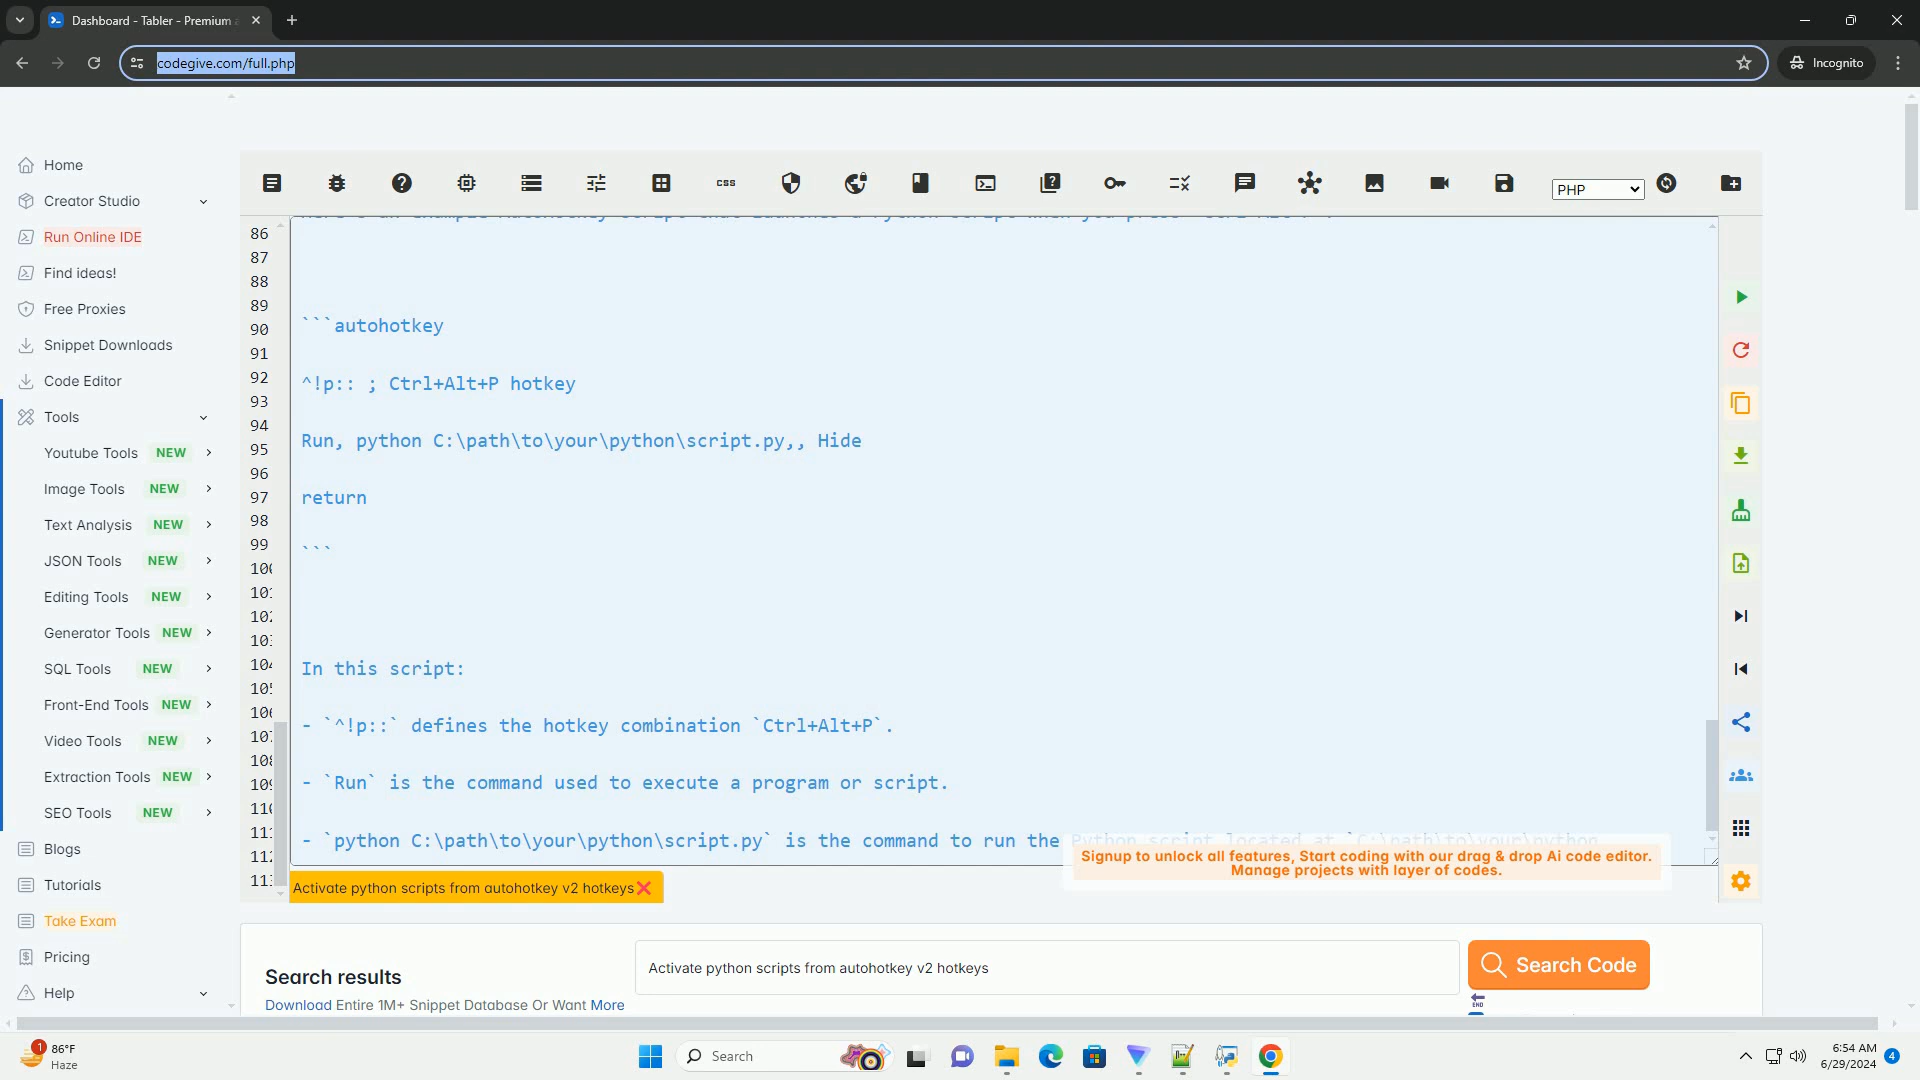 Dashboard - Tabler - Premium
codegive.com/full.php
Incognito
Home
Creator Studio
Run Online IDE
Find ideas!
Free Proxies
Snippet Downloads
Code Editor
Tools
Youtube Tools NEW
Image Tools NEW
Text Analysis NEW
JSON Tools NEW
Editing Tools NEW
Generator Tools NEW
SQL Tools NEW
Front-End Tools NEW
Video Tools NEW
Extraction Tools NEW
SEO Tools NEW
Blogs
Tutorials
Take Exam
Pricing
Help
css
PHP
86
87
88
89
90
91
92
93
94
95
96
97
98
99
```autohotkey
^!p:: ; Ctrl+Alt+P hotkey
Run, python C:\path\to\your\python\script.py,, Hide
return
```
In this script:
- `^!p::` defines the hotkey combination `Ctrl+Alt+P`.
- `Run` is the command used to execute a program or script.
- `python C:\path\to\your\python\script.py` is the command to run the Python script located at `C:\path\to\your\python
Signup to unlock all features, Start coding with our drag & drop Ai code editor.
Manage projects with layer of codes.
Activate python scripts from autohotkey v2 hotkeys
Search results
Activate python scripts from autohotkey v2 hotkeys
Search Code
Download Entire 1M+ Snippet Database Or Want More
END
1
86°F
Haze
Search
6:54 AM
6/29/2024
4